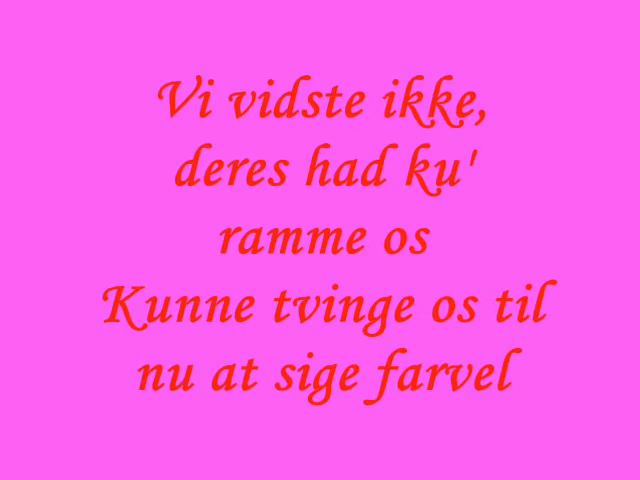 Vi vidste ikke,
deres had ku'
ramme os
Kunne tvinge os til
nu at sige farvel